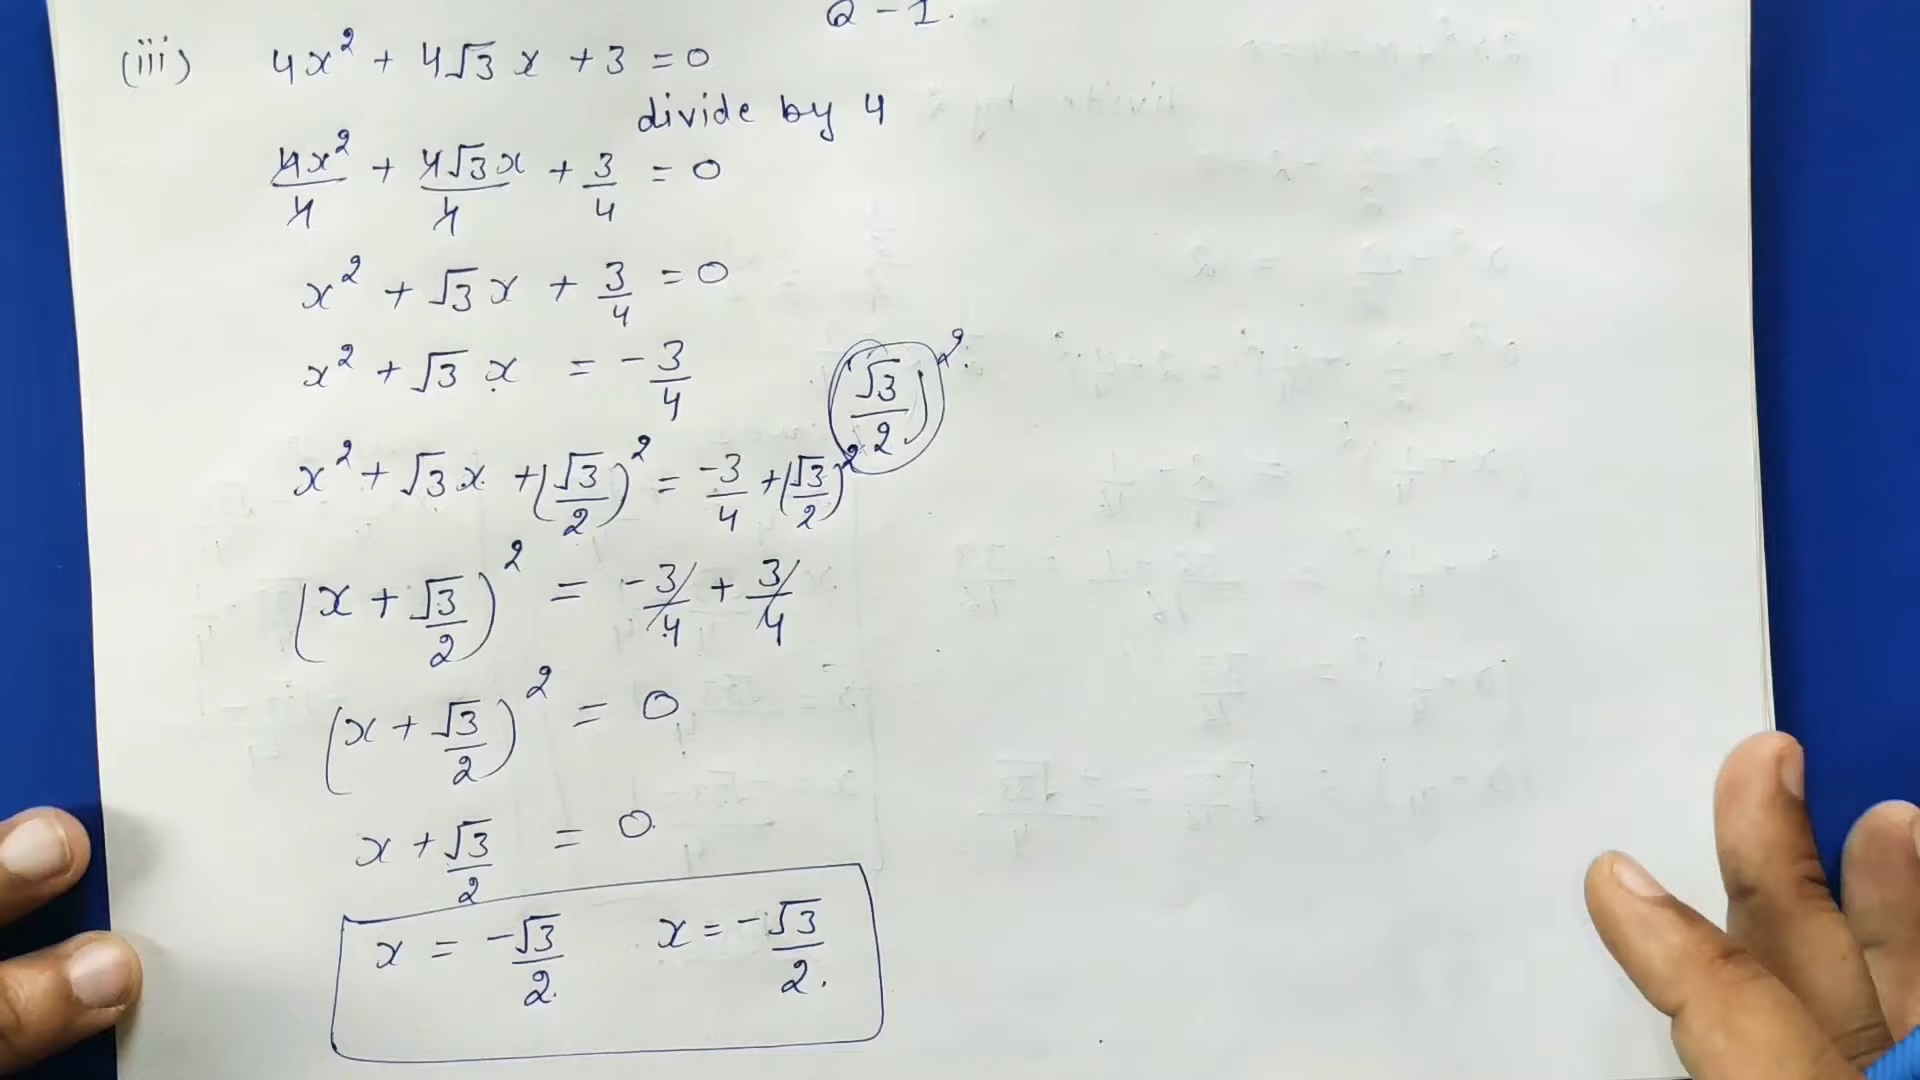 Q-1.
(iii) 4x² + 4√3 x + 3 = 0
divide by 4
4x²/4 + 4√3x/4 + 3/4 = 0
x² + √3x + 3/4 = 0
x² + √3 x = -3/4
(√3/2)²
x² + √3x + (√3/2)² = -3/4 + (√3/2)²
(x + √3/2)² = -3/4 + 3/4
(x + √3/2)² = 0
x + √3/2 = 0
x = -√3/2 x = -√3/2.